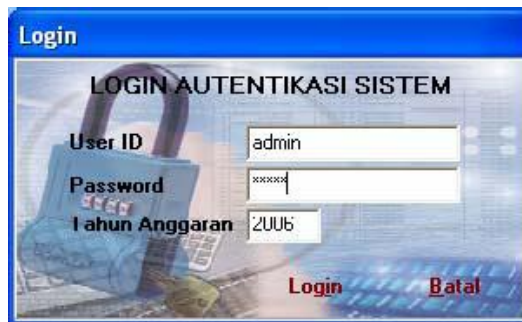 Login
LOGIN AUTENTIKASI SISTEM
User ID admin
Password *****
Tahun Anggaran 2006
Login Batal